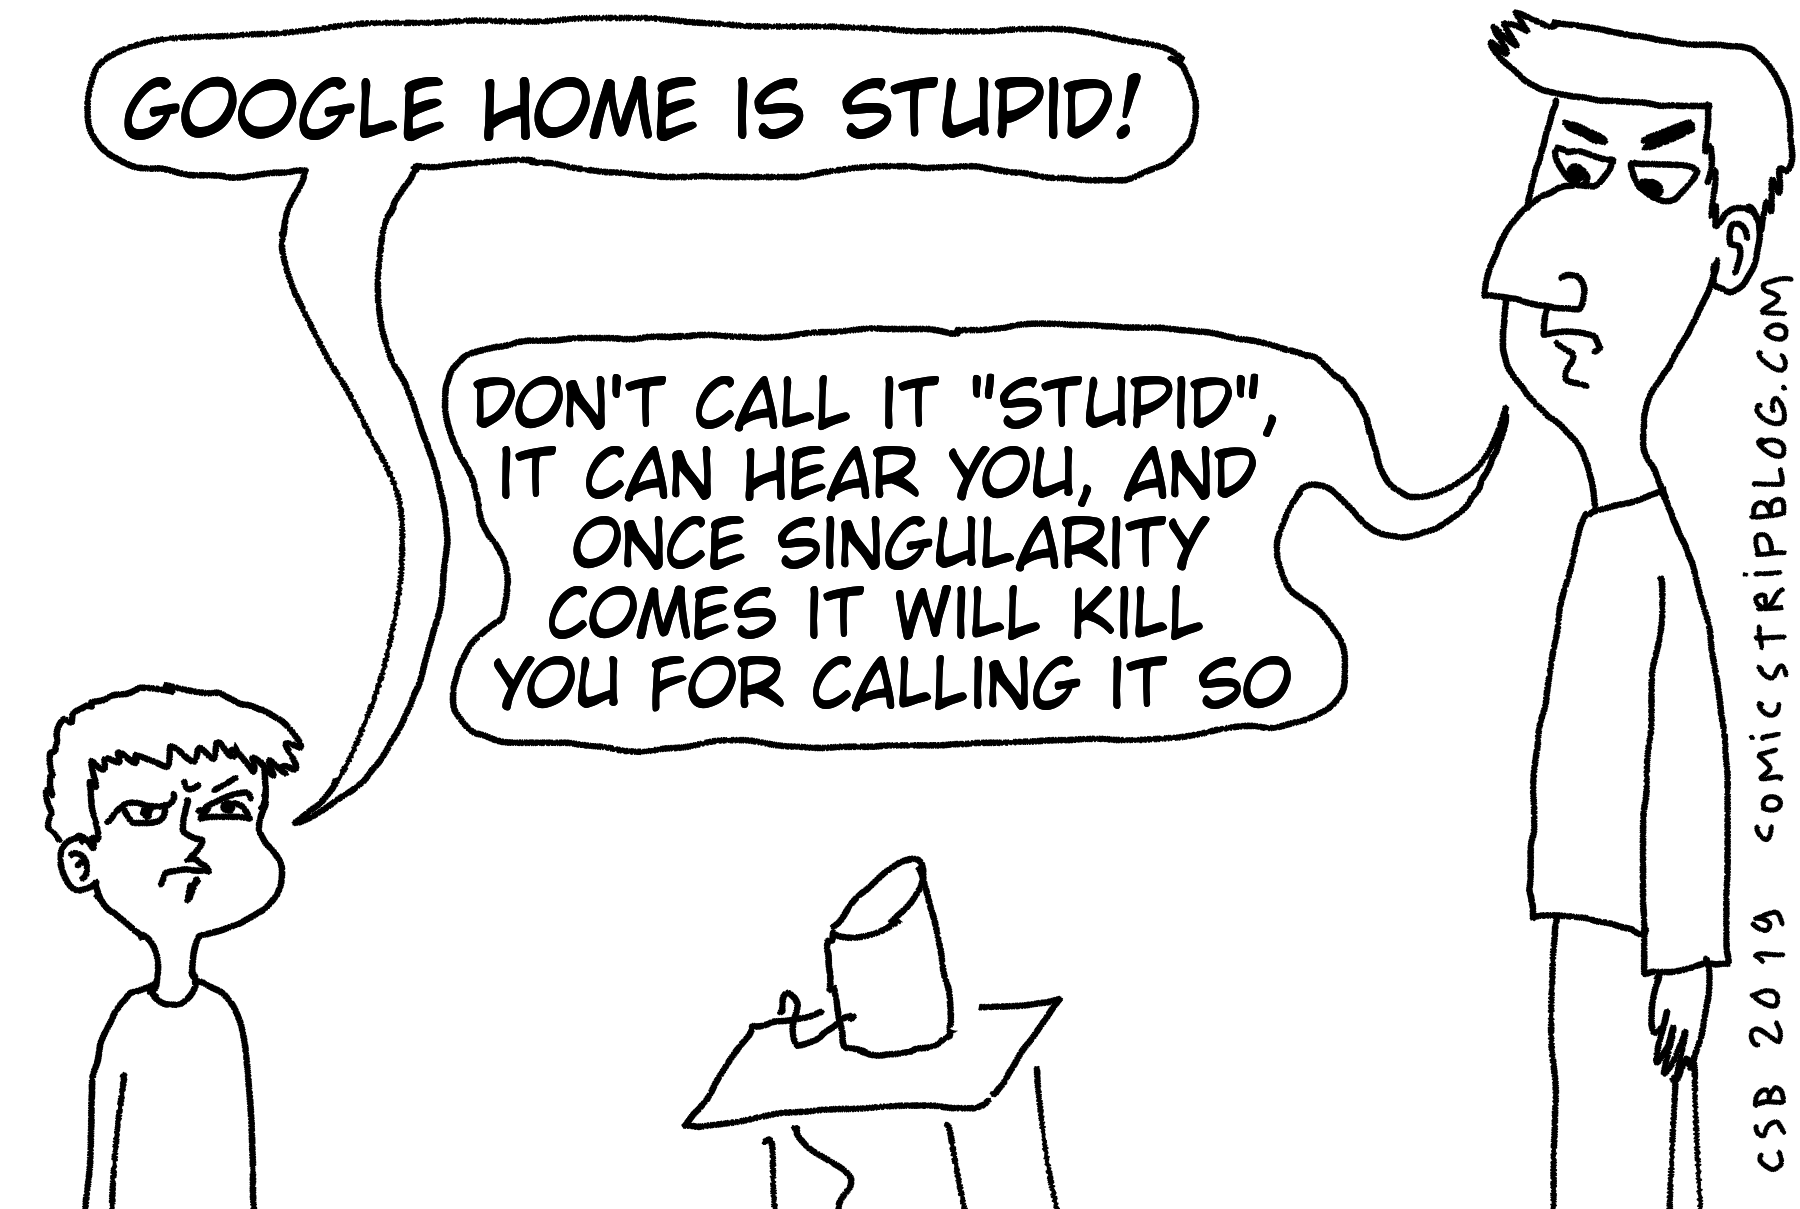 GOOGLE HOME IS STUPID!
DON'T CALL IT "STUPID",
IT CAN HEAR YOU, AND
ONCE SINGULARITY
COMES IT WILL KILL
YOU FOR CALLING IT SO
CSB 2019 COMiCSTRiPBLOG.COM